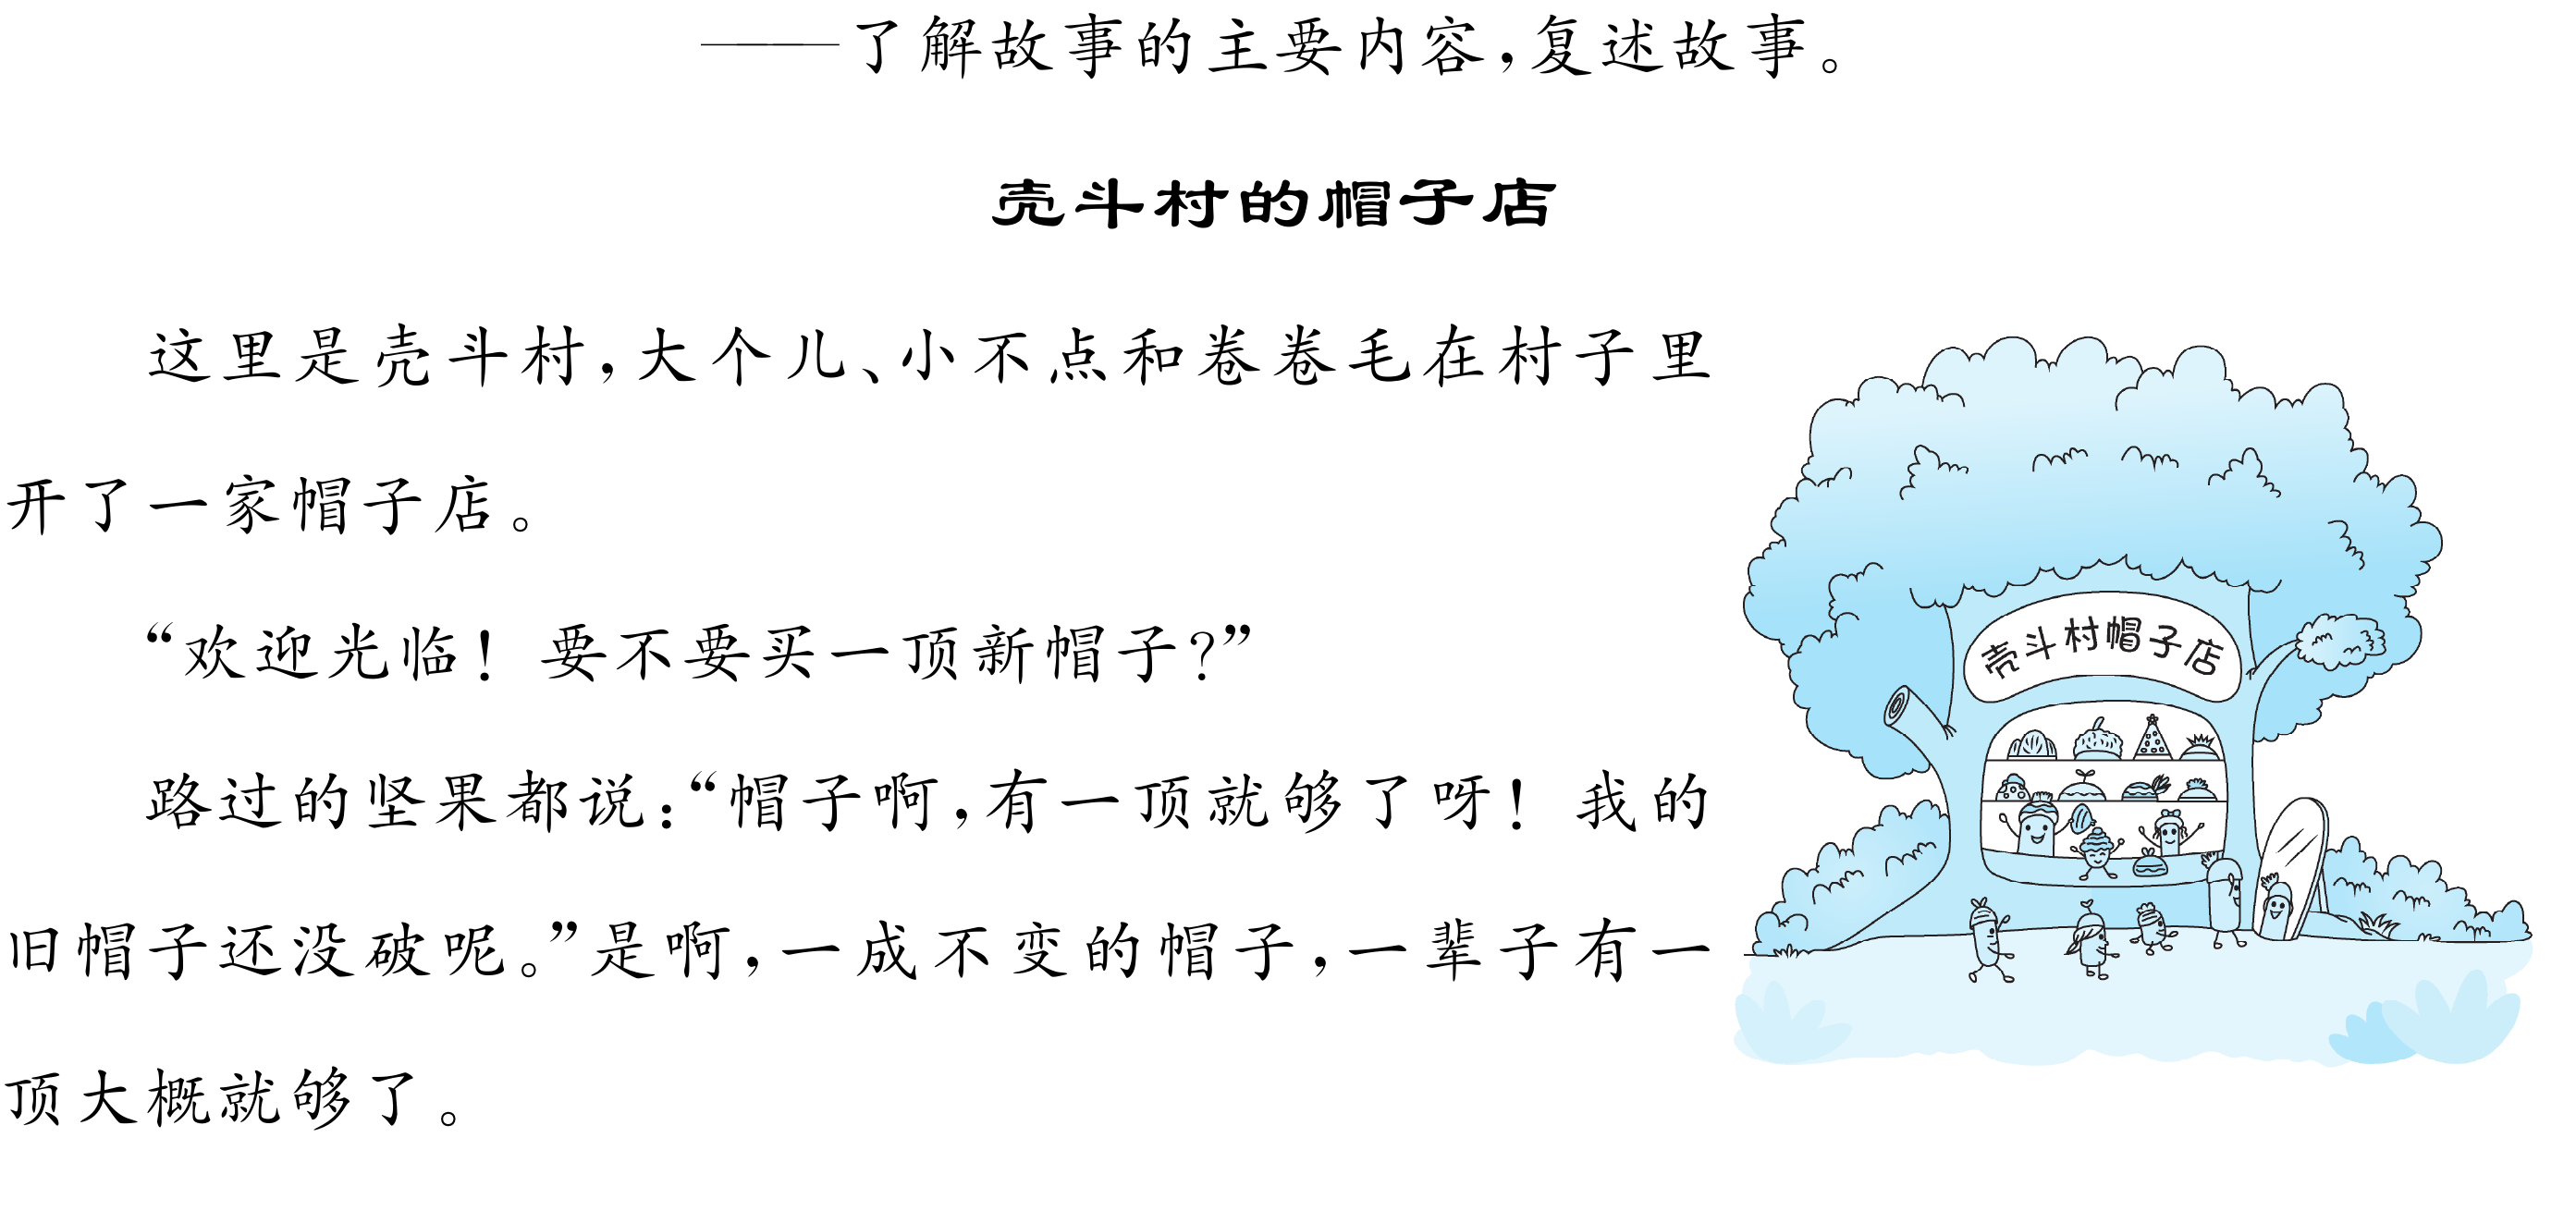 ——了解故事的主要内容,复述故事。
壳斗村的帽子店
这里是壳斗村,大个儿、小不点和卷卷毛在村子里
开了一家帽子店。
“欢迎光临！要不要买一顶新帽子?”
路过的坚果都说:“帽子啊,有一顶就够了呀！我的
旧帽子还没破呢。”是啊,一成不变的帽子,一辈子有一
顶大概就够了。
壳斗村帽子店